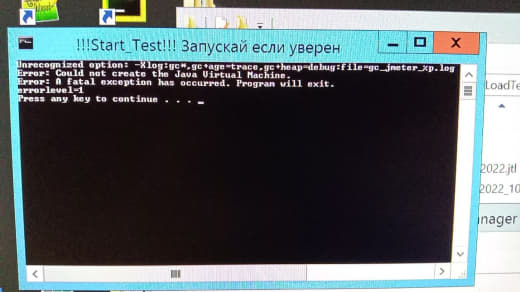 !!!Start_Test!!! Запускай если уверен
Unrecognized option: -Xlog:gc*,gc+age=trace,gc+heap=debug:file=gc_jmeter_xp.log
Error: Could not create the Java Virtual Machine.
Error: A fatal exception has occurred. Program will exit.
errorlevel=1
Press any key to continue . . . _
LoadTe
2022.jtl
2022_10
anager